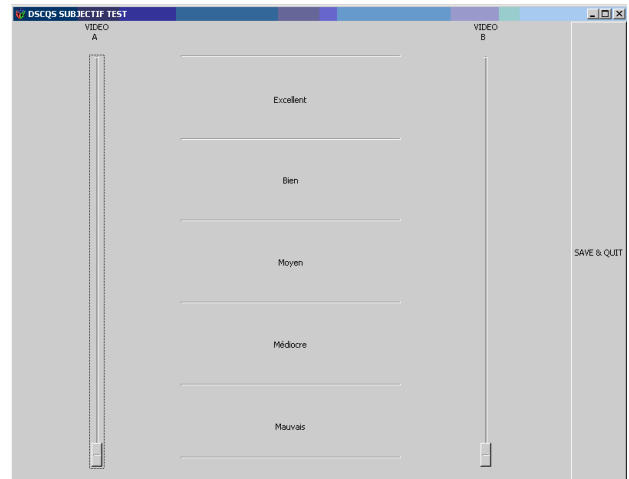 DSCQS SUBJECTIF TEST
VIDEO
A
VIDEO
B
Excellent
Bien
Moyen
SAVE & QUIT
Médiocre
Mauvais